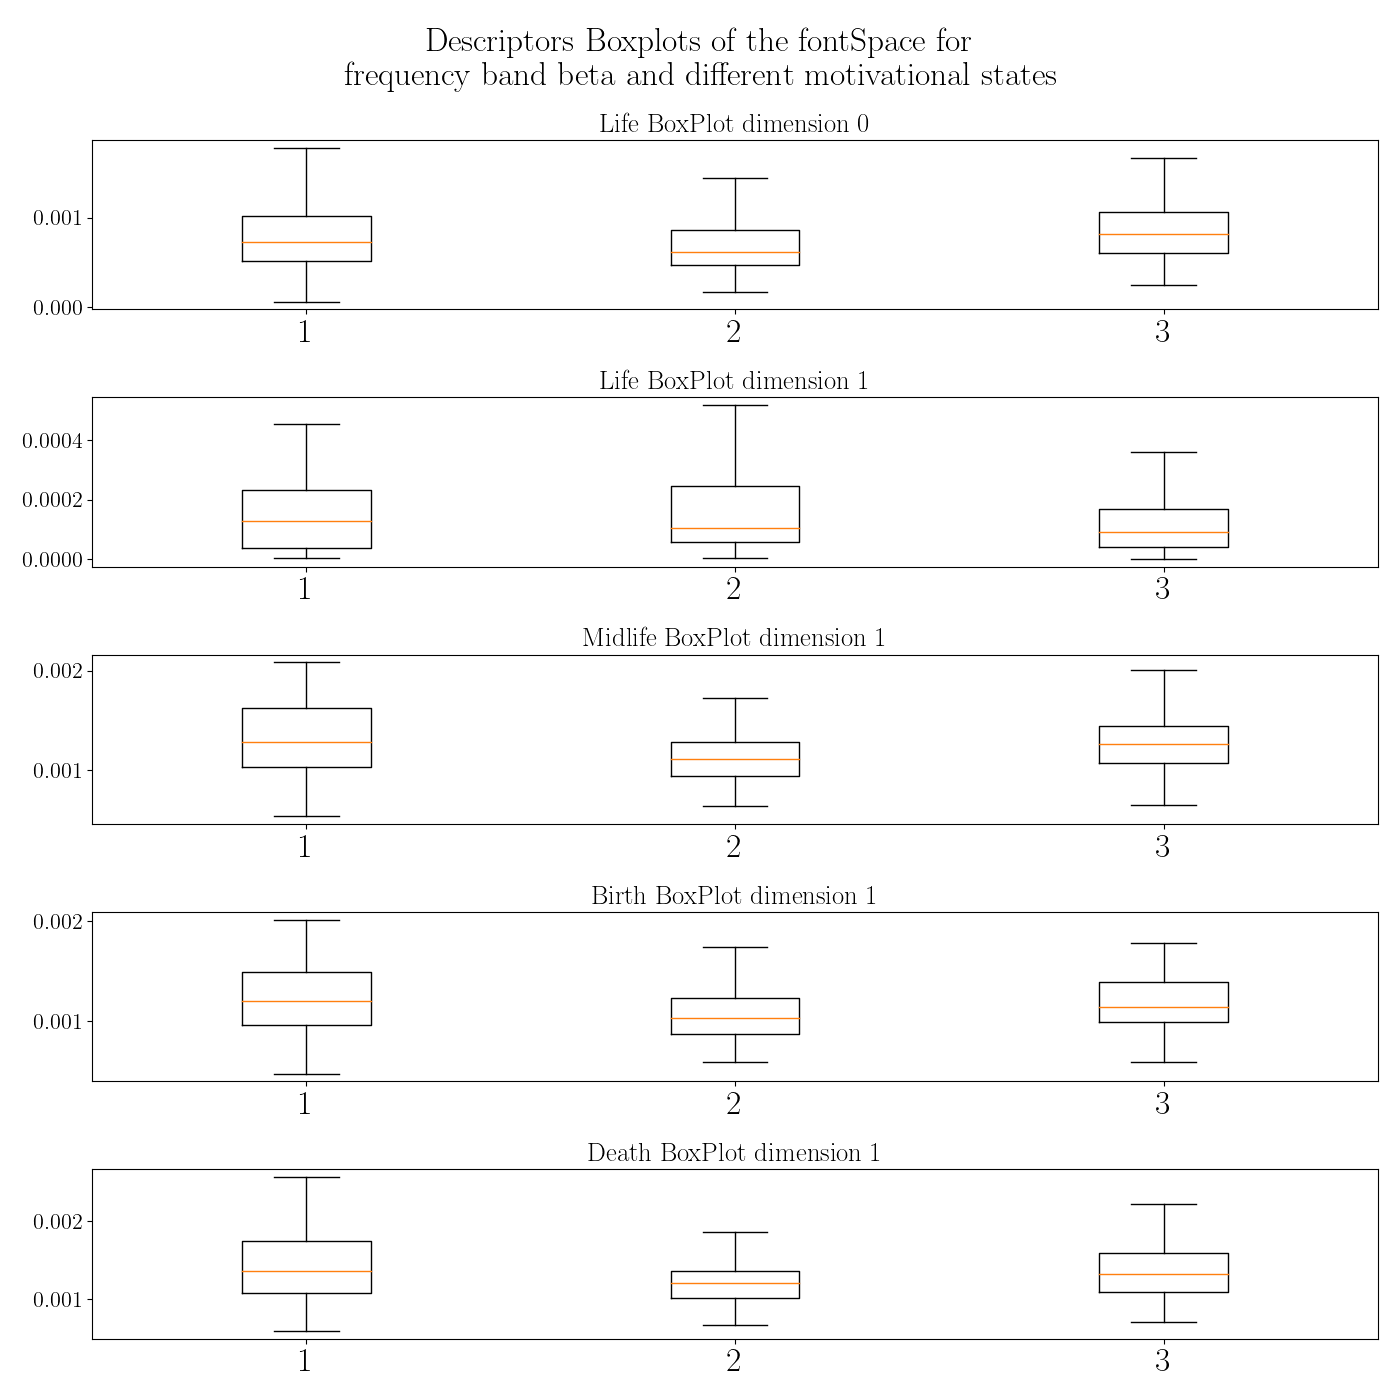 Descriptors Boxplots of the fontSpace for
frequency band beta and different motivational states
Life BoxPlot dimension 0
0.001
0.000
1 2 3
Life BoxPlot dimension 1
0.0004
0.0002
0.0000
1 2 3
Midlife BoxPlot dimension 1
0.002
0.001
1 2 3
Birth BoxPlot dimension 1
0.002
0.001
1 2 3
Death BoxPlot dimension 1
0.002
0.001
1 2 3